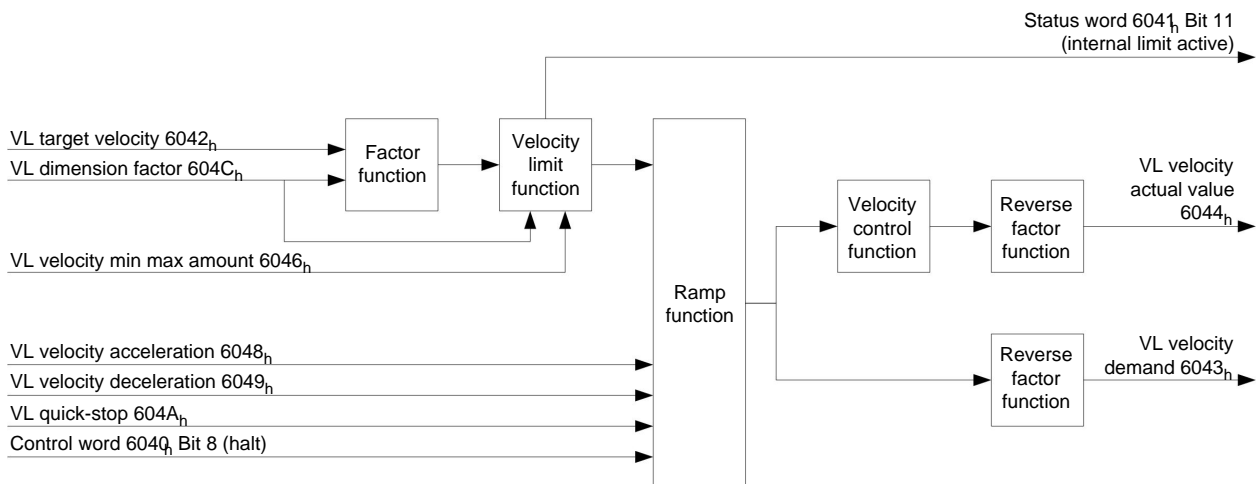 Status word 6041h Bit 11
(internal limit active)
VL target velocity 6042h
VL dimension factor 604Ch
Factor
function
Velocity
limit
function
VL velocity min max amount 6046h
Ramp
function
Velocity
control
function
Reverse
factor
function
VL velocity
actual value
6044h
VL velocity acceleration 6048h
VL velocity deceleration 6049h
VL quick-stop 604Ah
Control word 6040h Bit 8 (halt)
Reverse
factor
function
VL velocity
demand 6043h